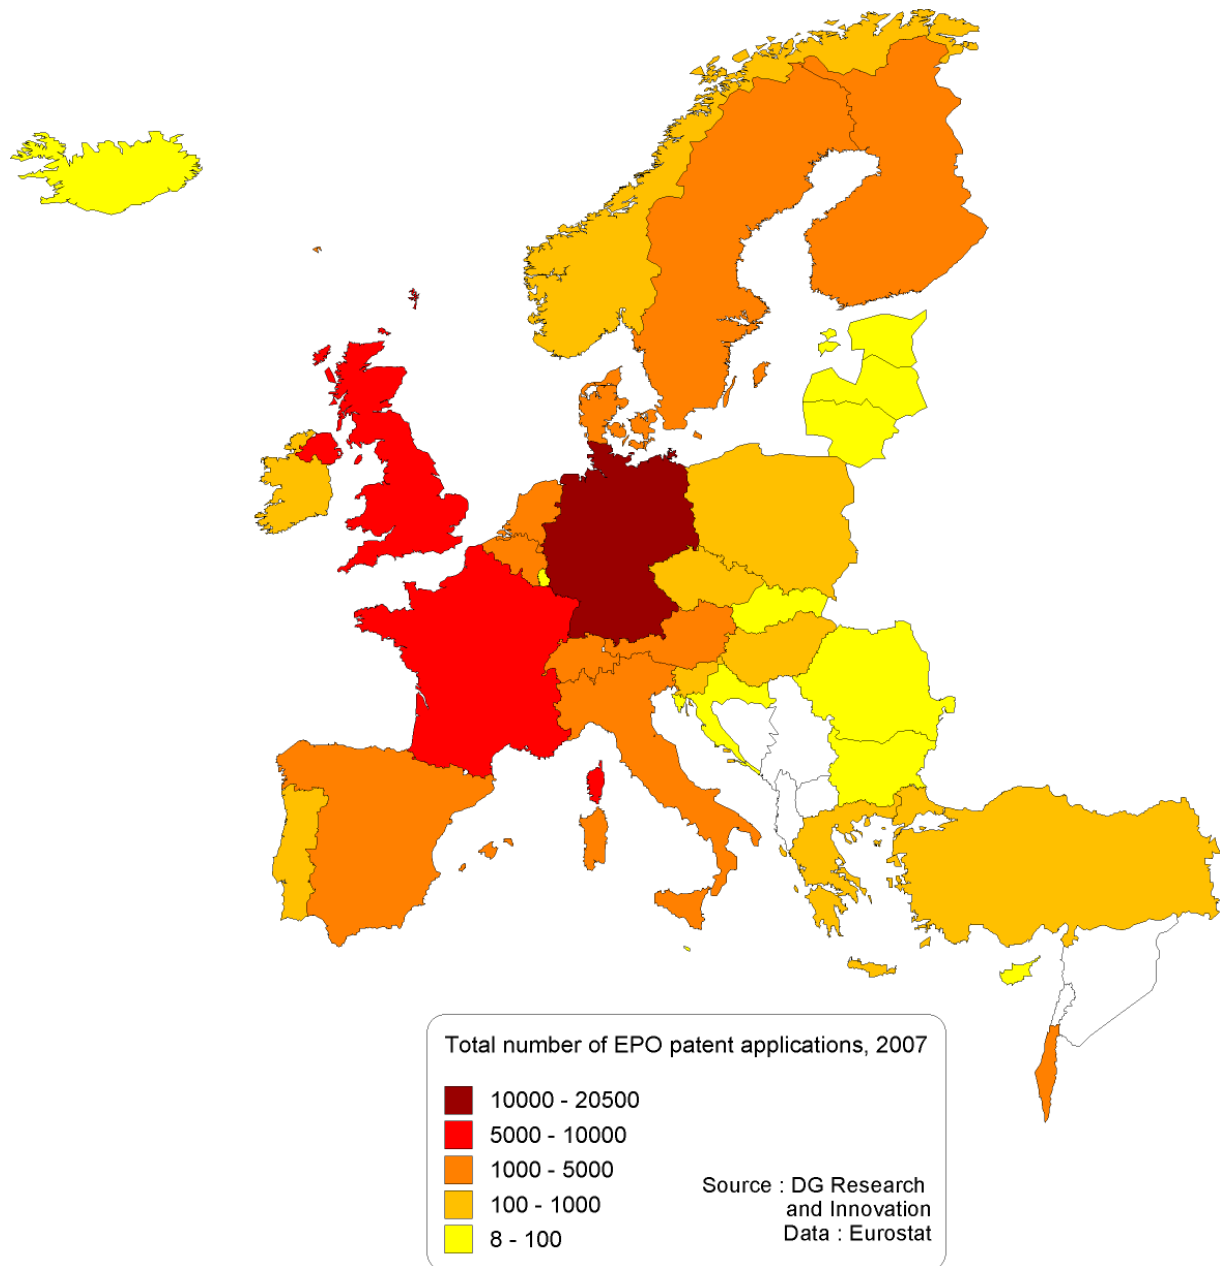 Total number of EPO patent applications, 2007
10000 - 20500
5000 - 10000
1000 - 5000
100 - 1000
8 - 100
Source : DG Research
and Innovation
Data : Eurostat